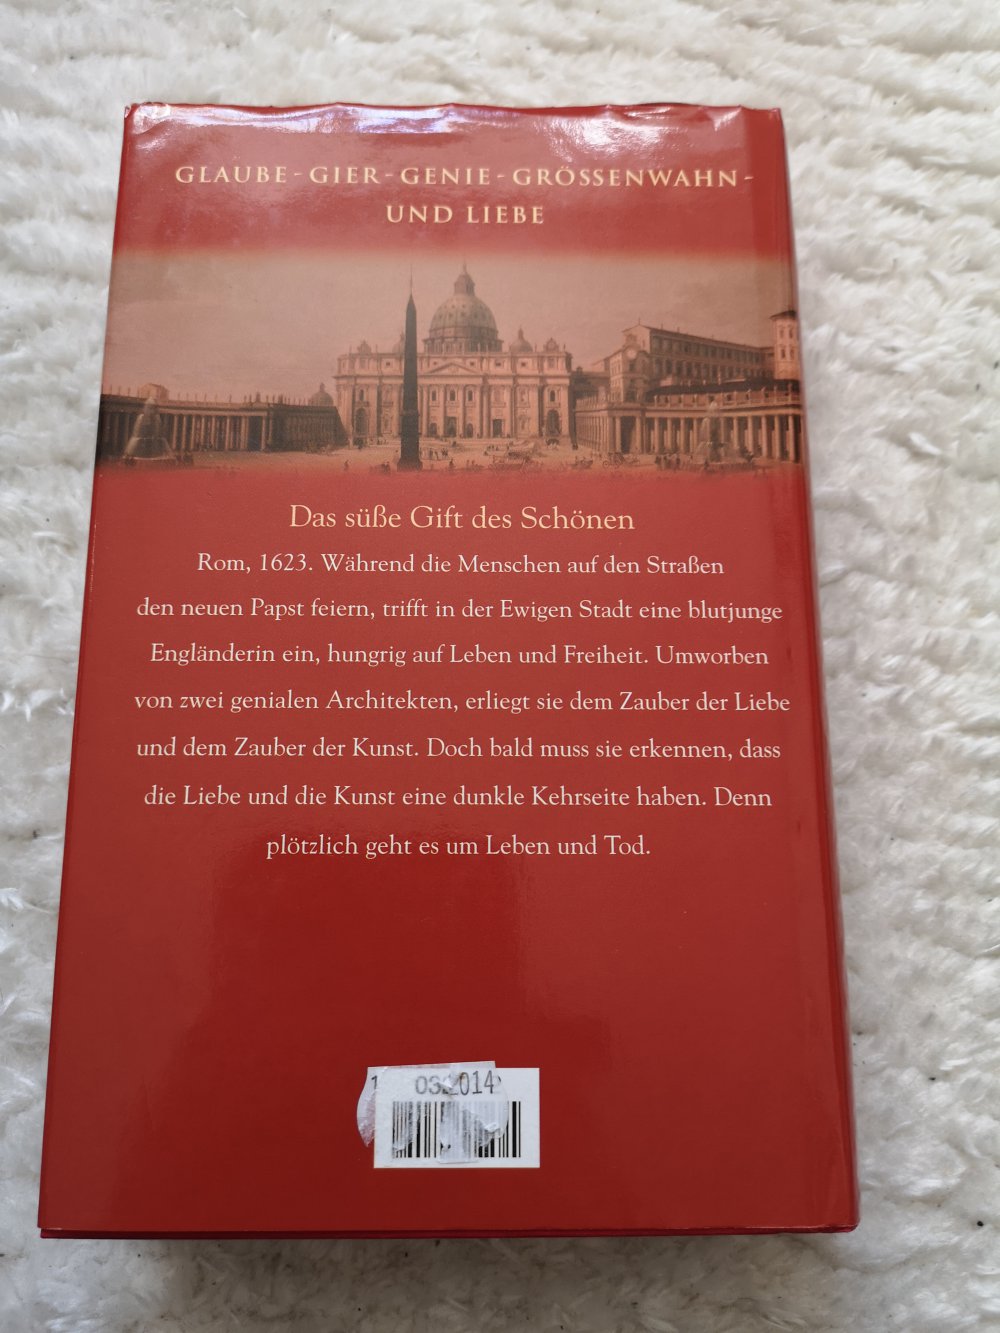 GLAUBE - GIER - GENIE - GRÖSSENWAHN -
UND LIEBE
Das süße Gift des Schönen
Rom, 1623. Während die Menschen auf den Straßen
den neuen Papst feiern, trifft in der Ewigen Stadt eine blutjunge
Engländerin ein, hungrig auf Leben und Freiheit. Umworben
von zwei genialen Architekten, erliegt sie dem Zauber der Liebe
und dem Zauber der Kunst. Doch bald muss sie erkennen, dass
die Liebe und die Kunst eine dunkle Kehrseite haben. Denn
plötzlich geht es um Leben und Tod.